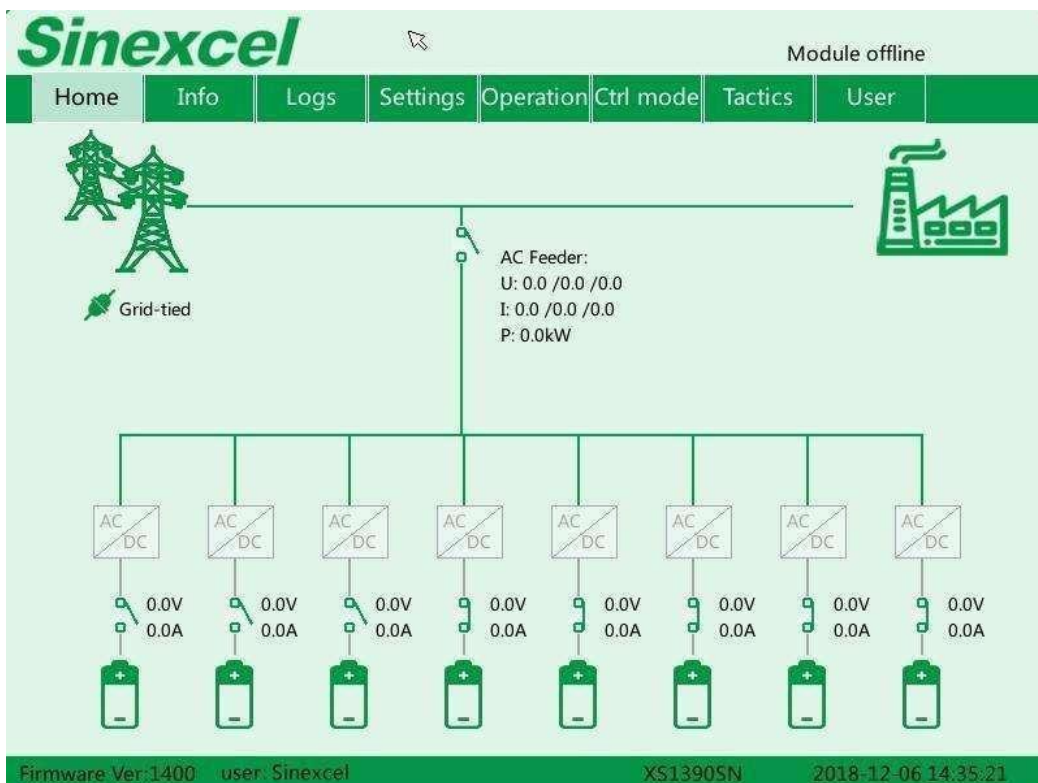 Sinexcel
Module offline
Home Info Logs Settings Operation Ctrl mode Tactics User
AC Feeder:
U: 0.0 /0.0 /0.0
I: 0.0 /0.0 /0.0
P: 0.0kW
Grid-tied
AC DC AC DC AC DC AC DC AC DC AC DC AC DC AC DC
0.0V 0.0V 0.0V 0.0V 0.0V 0.0V 0.0V 0.0V
0.0A 0.0A 0.0A 0.0A 0.0A 0.0A 0.0A 0.0A
Firmware Ver:1400 user: Sinexcel XS1390SN 2018-12-06 14:35:21